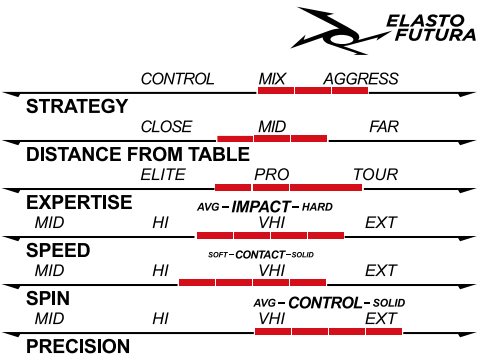 ELASTO
FUTURA
CONTROL MIX AGGRESS
STRATEGY
CLOSE MID FAR
DISTANCE FROM TABLE
ELITE PRO TOUR
EXPERTISE AVG–IMPACT–HARD
MID HI VHI EXT
SPEED SOFT–CONTACT–SOLID
MID HI VHI EXT
SPIN AVG–CONTROL–SOLID
MID HI VHI EXT
PRECISION